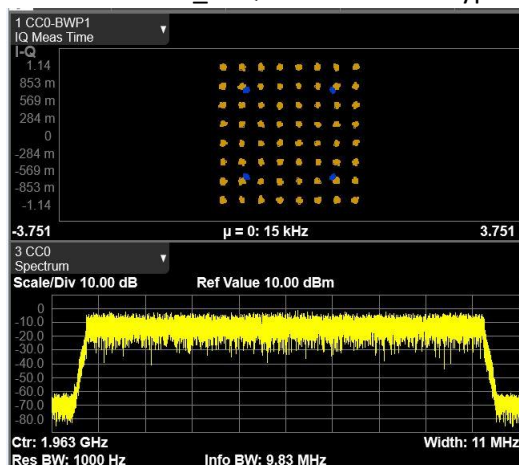 1 CC0-BWP1
IQ Meas Time
I-Q
1.14
853 m
569 m
284 m
0
-284 m
-569 m
-853 m
-1.14
-3.751 µ = 0: 15 kHz 3.751
3 CC0
Spectrum
Scale/Div 10.00 dB Ref Value 10.00 dBm
0
-10.0
-20.0
-30.0
-40.0
-50.0
-60.0
-70.0
-80.0
Ctr: 1.963 GHz Width: 11 MHz
Res BW: 1000 Hz Info BW: 9.83 MHz